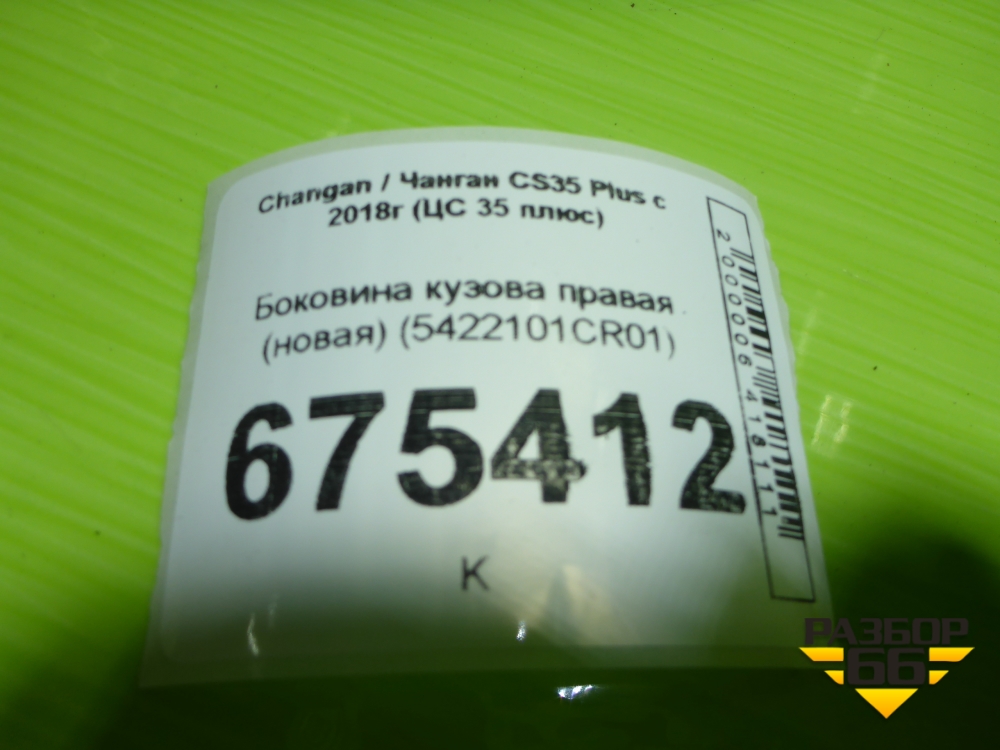 Changan / Чанган CS35 Plus с
2018г (ЦС 35 плюс)
Боковина кузова правая
(новая) (5422101CR01)
675412
К
2000006418111
РАЗБОР
66